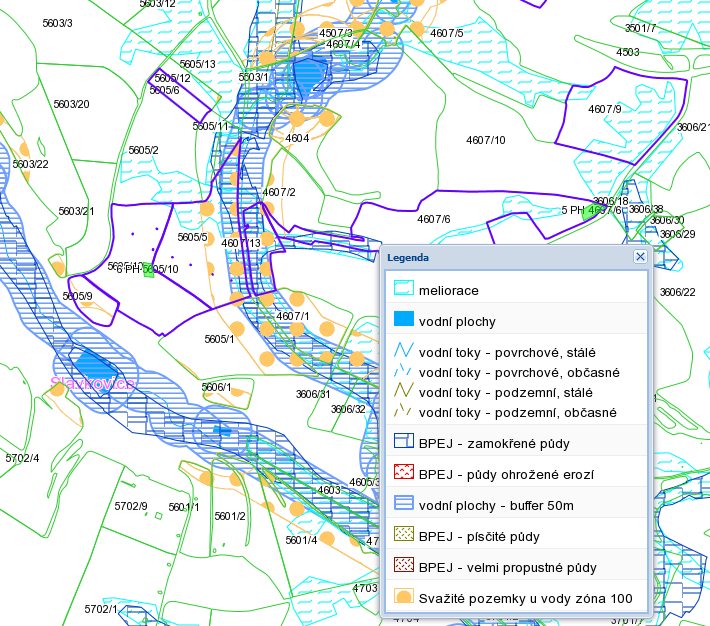 5603/12
5603/3
4507/3
4607/5
3501/7
4607/4
4503
5605/13
5605/12
5603/1
5605/6
5603/20
4607/9
5605/11
3606/21
4604
4607/10
5605/2
5603/22
4607/2
3606/18
5603/21
5 PH 4607/6
3606/38
4607/6
3606/30
5605/5
4607/13
3606/29
6 PH 5605/10
3606/22
5605/9
4607/1
5605/1
Slavíkov.ce
5606/1
3606/31
3606/32
5702/4
4605/3
4603
5702/9
5601/1
5601/2
5601/4
4703
5702/1
4704
Legenda
meliorace
vodní plochy
vodní toky - povrchové, stálé
vodní toky - povrchové, občasné
vodní toky - podzemní, stálé
vodní toky - podzemní, občasné
BPEJ - zamokřené půdy
BPEJ - půdy ohrožené erozí
vodní plochy - buffer 50m
BPEJ - písčité půdy
BPEJ - velmi propustné půdy
Svažité pozemky u vody zóna 100